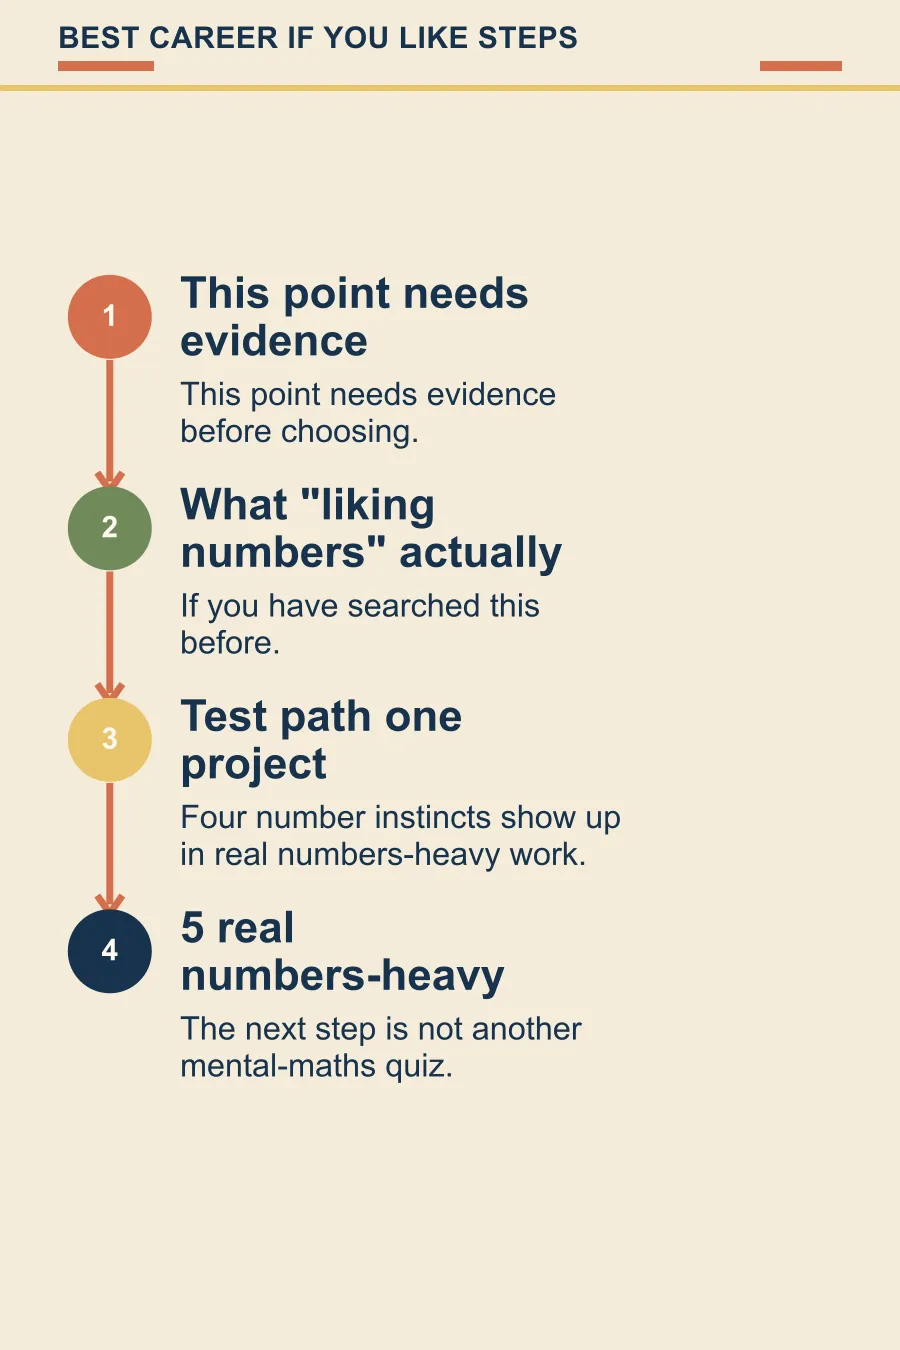 BEST CAREER IF YOU LIKE STEPS
1
This point needs
evidence
This point needs evidence
before choosing.
2
What "liking
numbers" actually
If you have searched this
before.
3
Test path one
project
Four number instincts show up
in real numbers-heavy work.
4
5 real
numbers-heavy
The next step is not another
mental-maths quiz.